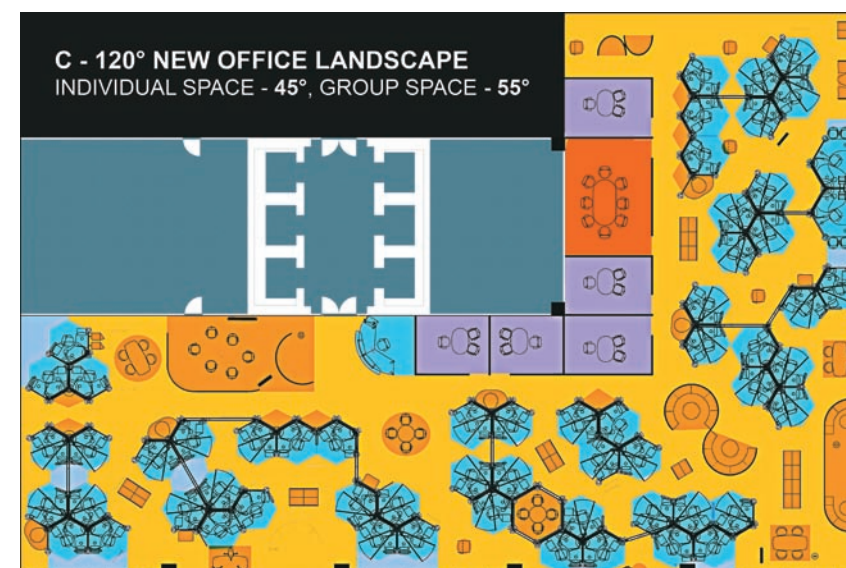 C - 120° NEW OFFICE LANDSCAPE
INDIVIDUAL SPACE - 45°, GROUP SPACE - 55°